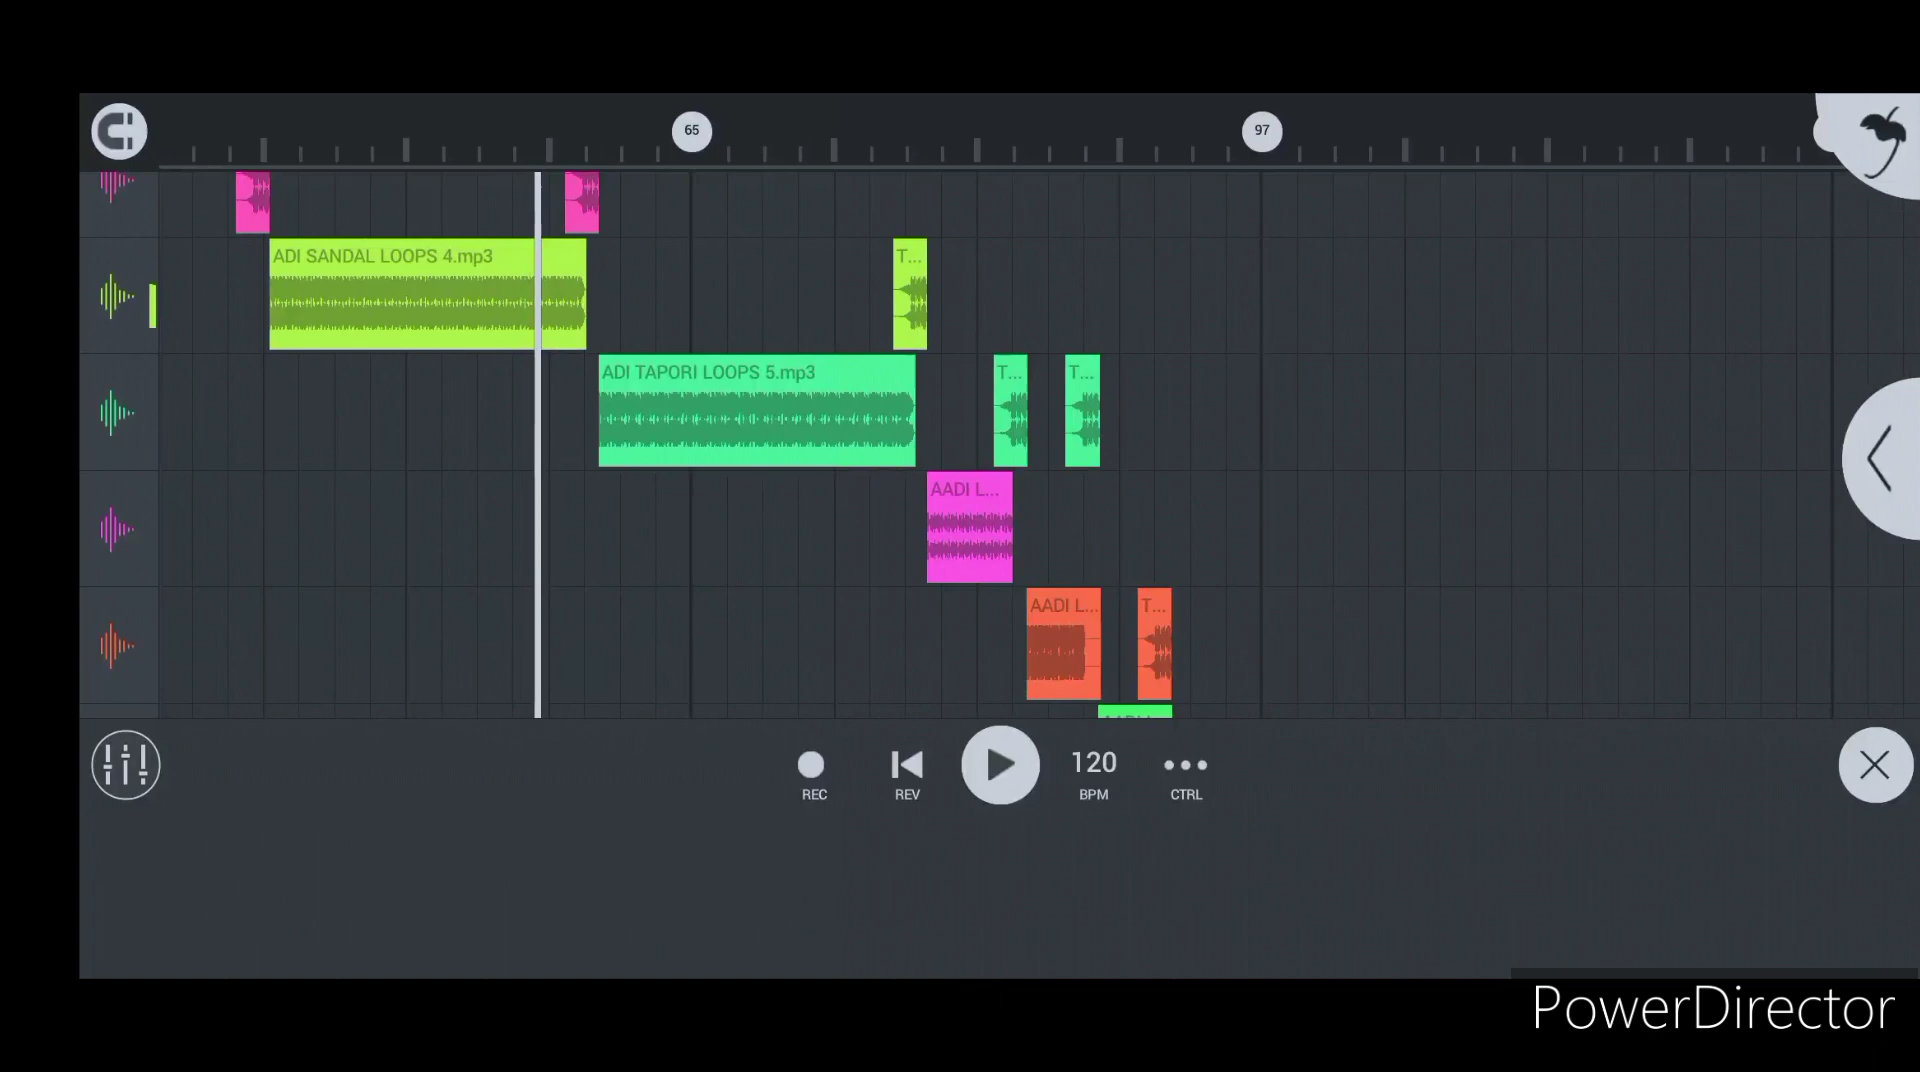 65
97
ADI SANDAL LOOPS 4.mp3
T...
ADI TAPORI LOOPS 5.mp3
T...
T...
AADI L...
AADI L...
T...
REC
REV
120
BPM
CTRL
PowerDirector